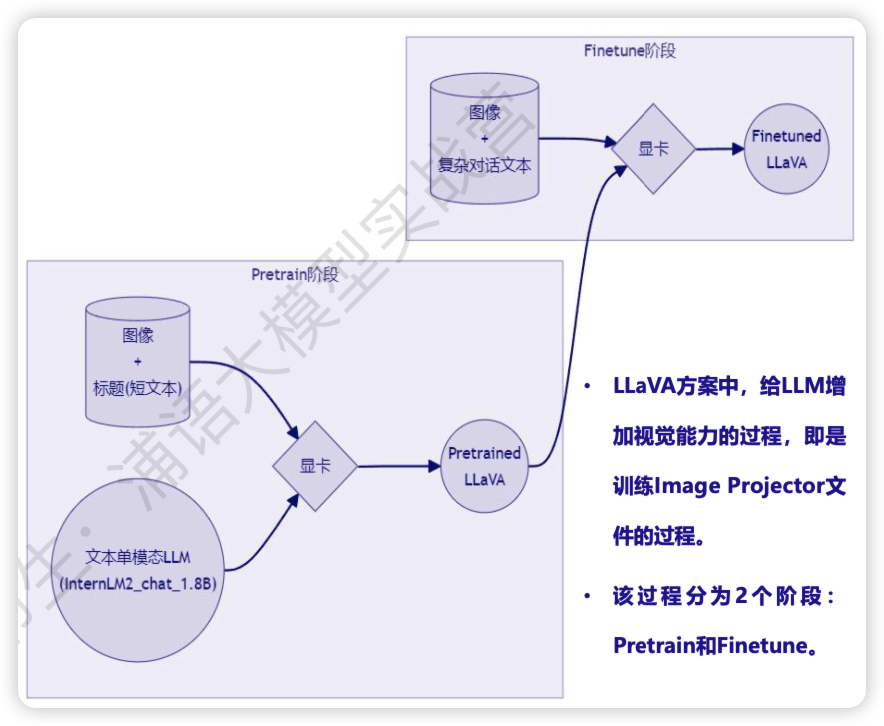 Finetune阶段
图像
+
复杂对话文本
显卡
Finetuned
LLaVA
Pretrain阶段
图像
+
标题(短文本)
显卡
Pretrained
LLaVA
文本单模态LLM
(InternLM2_chat_1.8B)
• LLaVA方案中，给LLM增
加视觉能力的过程，即是
训练Image Projector文
件的过程。
• 该过程分为2个阶段：
Pretrain和Finetune。
生·浦语大模型实战营